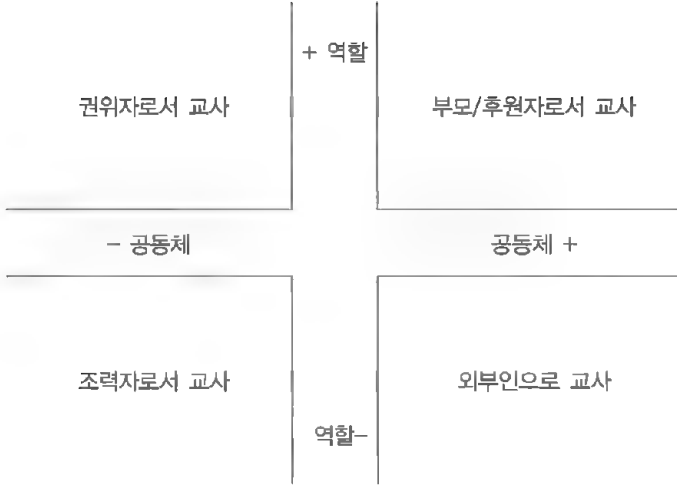 + 역할
권위자로서 교사
부모/후원자로서 교사
- 공동체
공동체 +
조력자로서 교사
외부인으로 교사
역할-